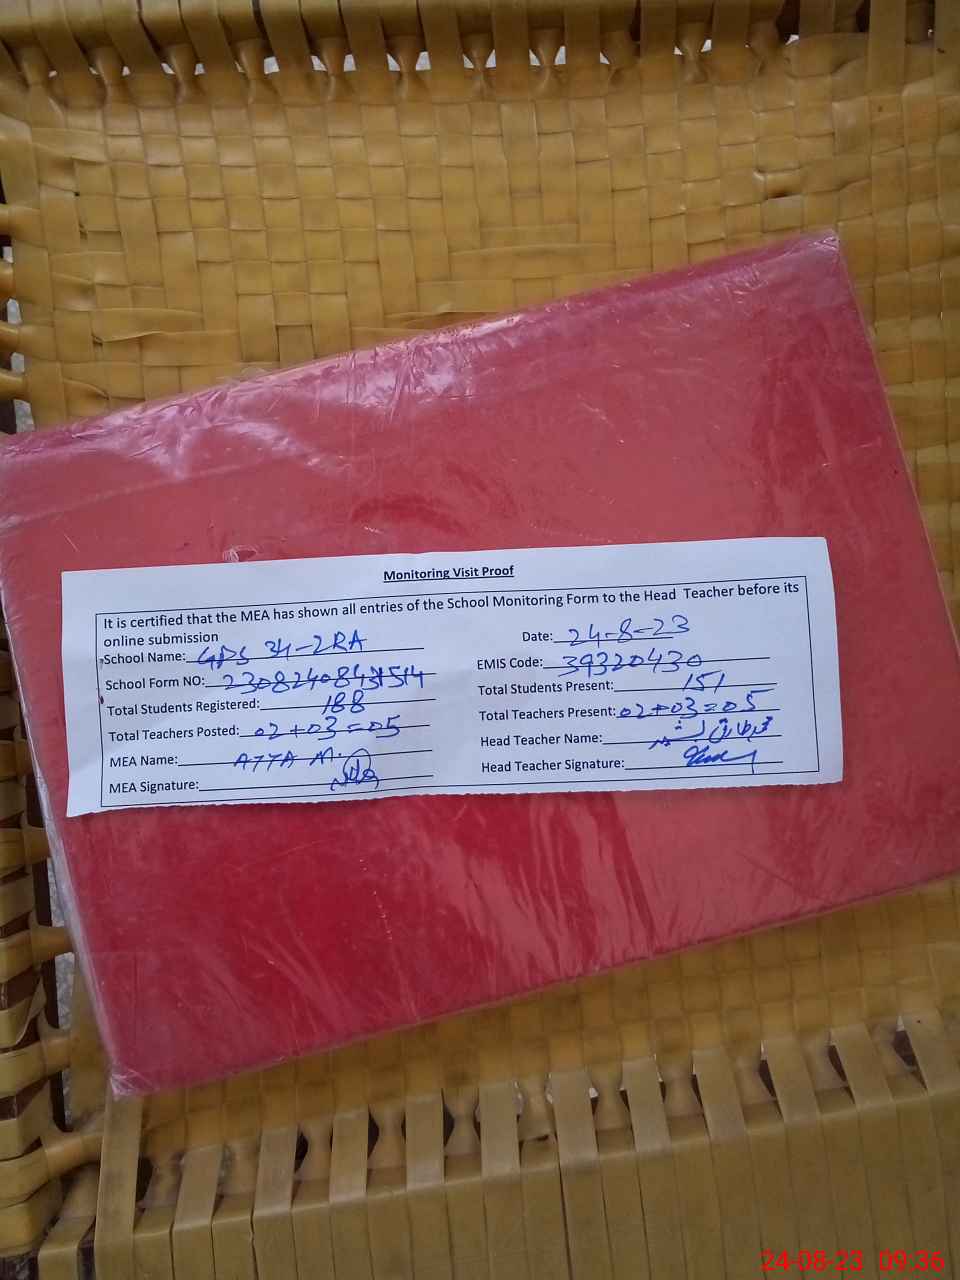 Monitoring Visit Proof
It is certified that the MEA has shown all entries of the School Monitoring Form to the Head Teacher before its
online submission
Date: 24-8-23
School Name: GPS 34-2RA
EMIS Code: 39320430
School Form NO:
Total Students Present: 151
Total Students Registered: 188
Total Teachers Present: 02+03=05
Total Teachers Posted: 02+03=05
Head Teacher Name:
MEA Name: ATTA M.
Head Teacher Signature:
MEA Signature:
24-08-23 09:36